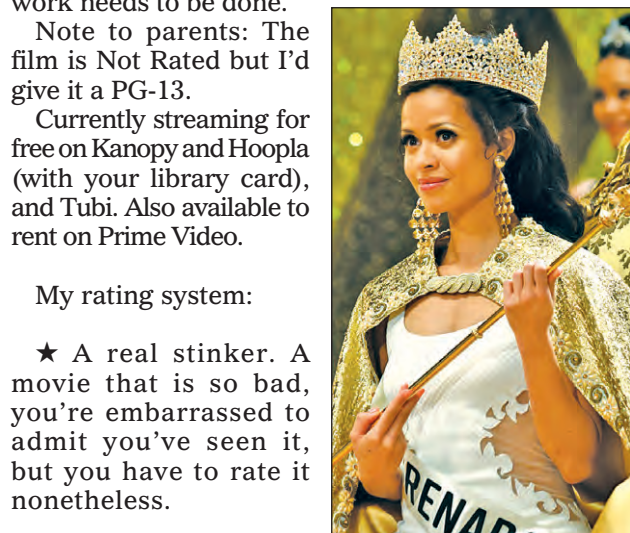 work needs to be done.
Note to parents: The
film is Not Rated but I'd
give it a PG-13.
Currently streaming for
free on Kanopy and Hoopla
(with your library card),
and Tubi. Also available to
rent on Prime Video.
My rating system:
★ A real stinker. A
movie that is so bad,
you're embarrassed to
admit you've seen it,
but you have to rate it
nonetheless.